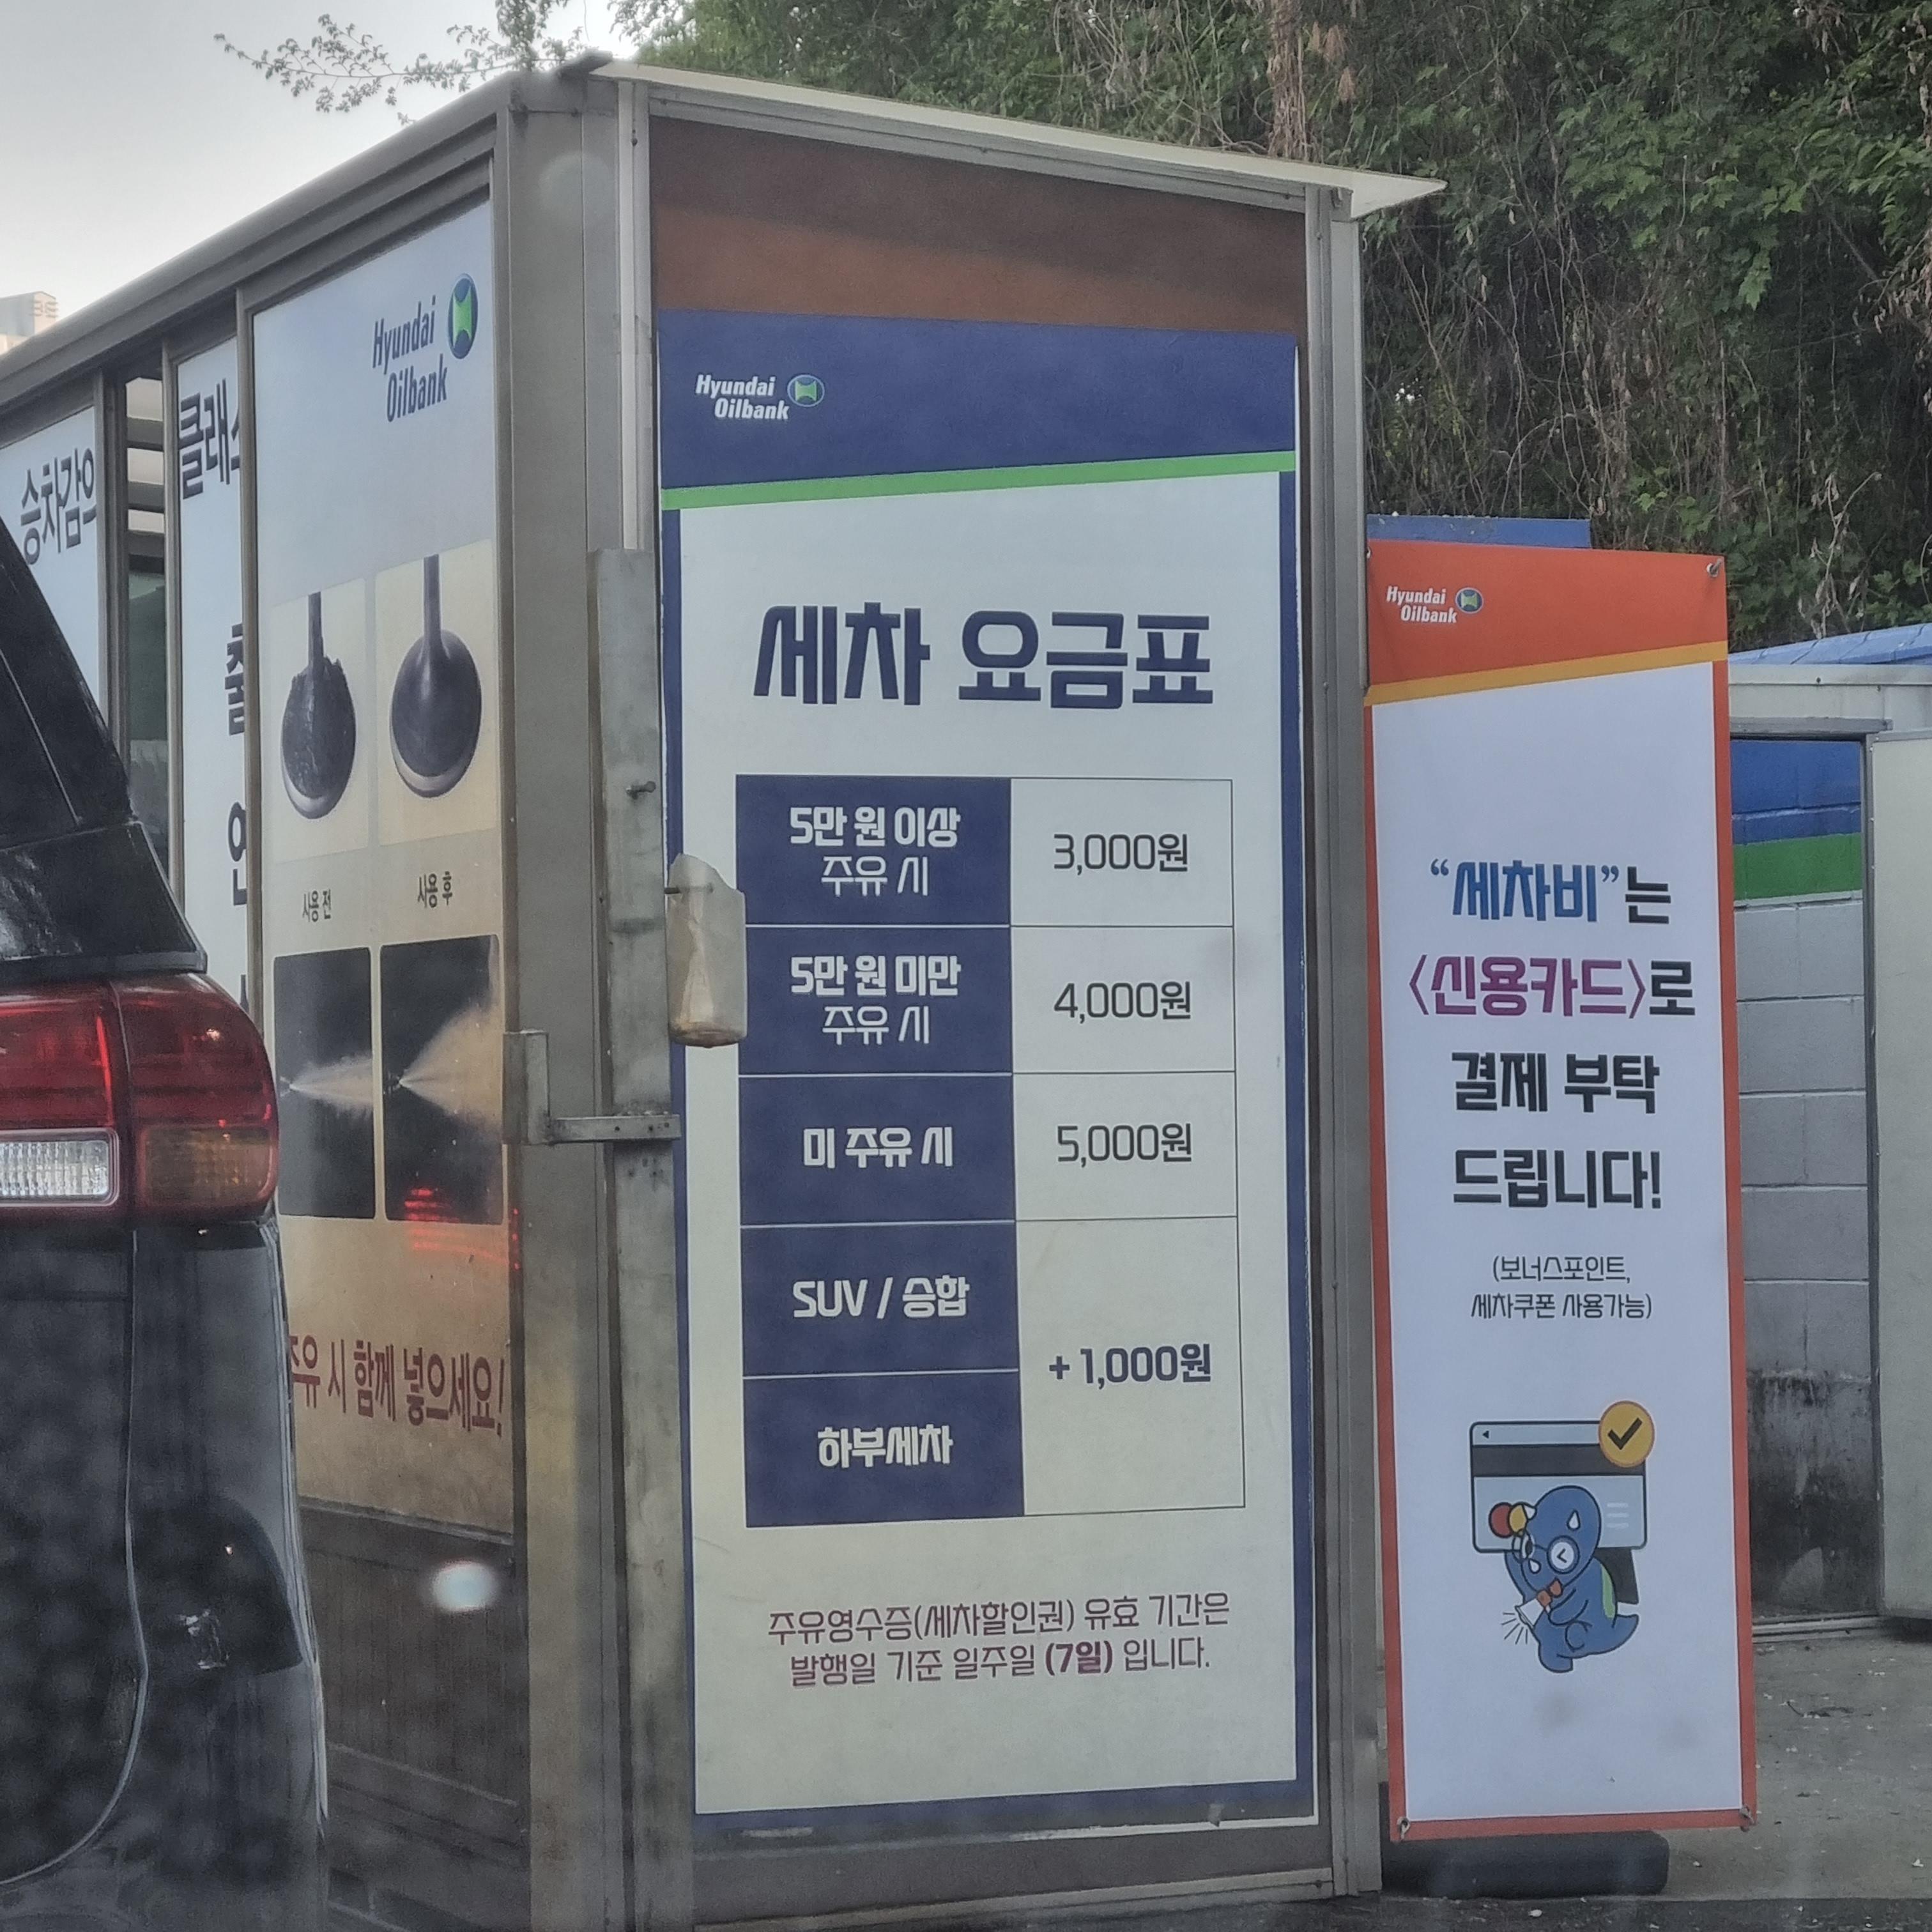 Hyundai
Oilbank
승차감의
사용 전
사용 후
주유 시 함께 넣으세요!
Hyundai
Oilbank
세차 요금표
5만 원 이상
주유 시
3,000원
5만 원 미만
주유 시
4,000원
미 주유 시
5,000원
SUV / 승합
하부세차
+ 1,000원
주유영수증(세차할인권) 유효 기간은
발행일 기준 일주일 (7일) 입니다.
Hyundai
Oilbank
“세차비”는
<신용카드>로
결제 부탁
드립니다!
(보너스포인트,
세차쿠폰 사용가능)